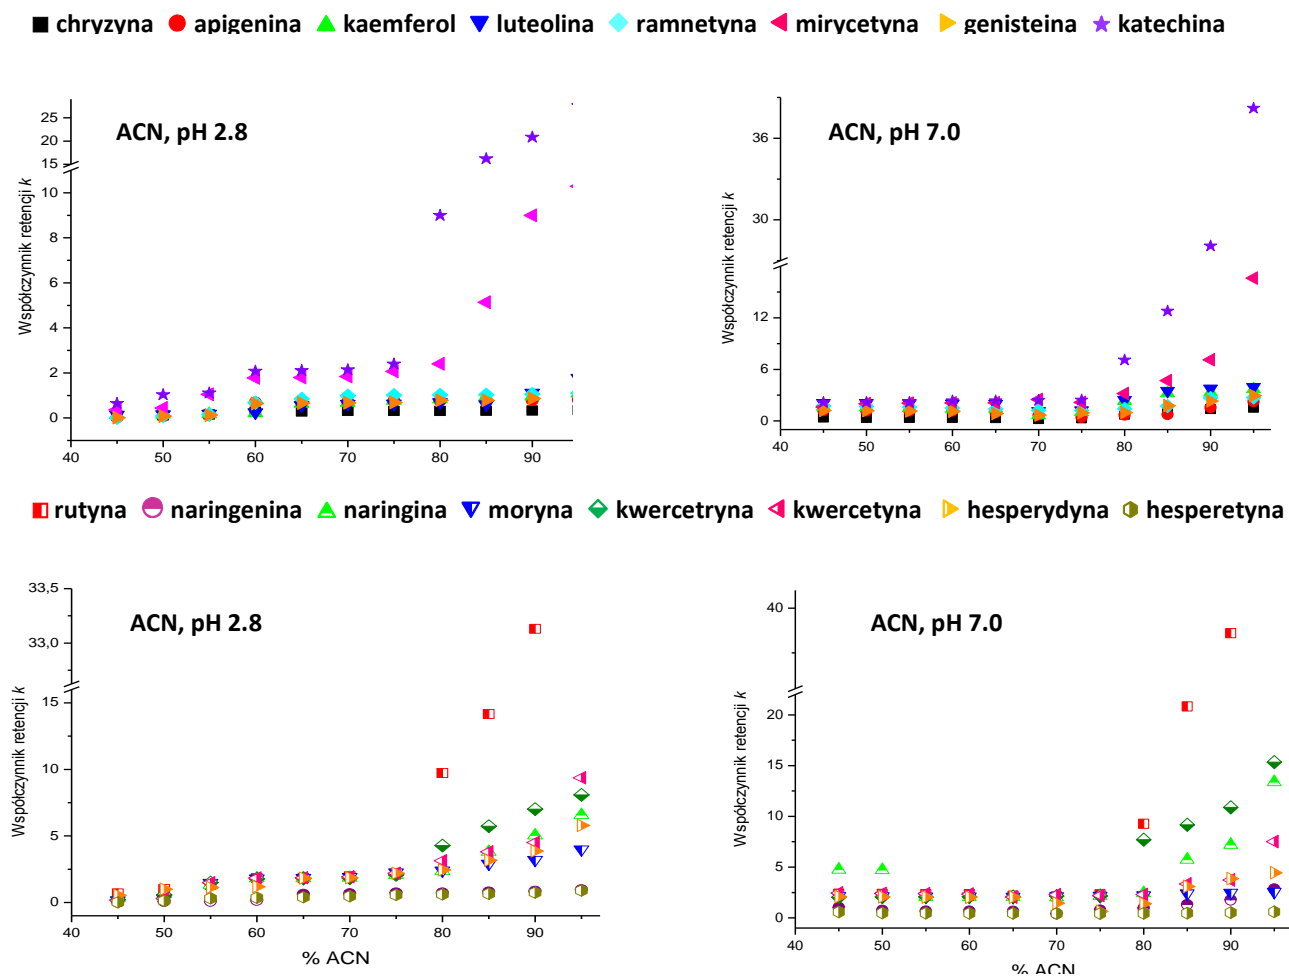 chryzyna apigenina kaemferol luteolina ramnetyna mirycetyna genisteina katechina
ACN, pH 2.8
Współczynnik retencji k
25
20
15
10
8
6
4
2
0
40 50 60 70 80 90
ACN, pH 7.0
Współczynnik retencji k
36
30
12
6
0
40 50 60 70 80 90
rutyna naringenina naringina moryna kwercetryna kwercetyna hesperydyna hesperetyna
ACN, pH 2.8
Współczynnik retencji k
33,5
33,0
15
10
5
0
40 50 60 70 80 90
% ACN
ACN, pH 7.0
Współczynnik retencji k
40
20
15
10
5
0
40 50 60 70 80 90
% ACN